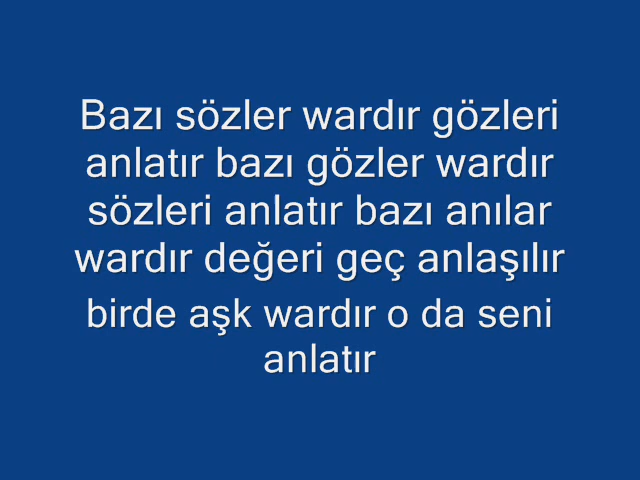 Bazı sözler wardır gözleri
anlatır bazı gözler wardır
sözleri anlatır bazı anılar
wardır değeri geç anlaşılır
birde aşk wardır o da seni
anlatır